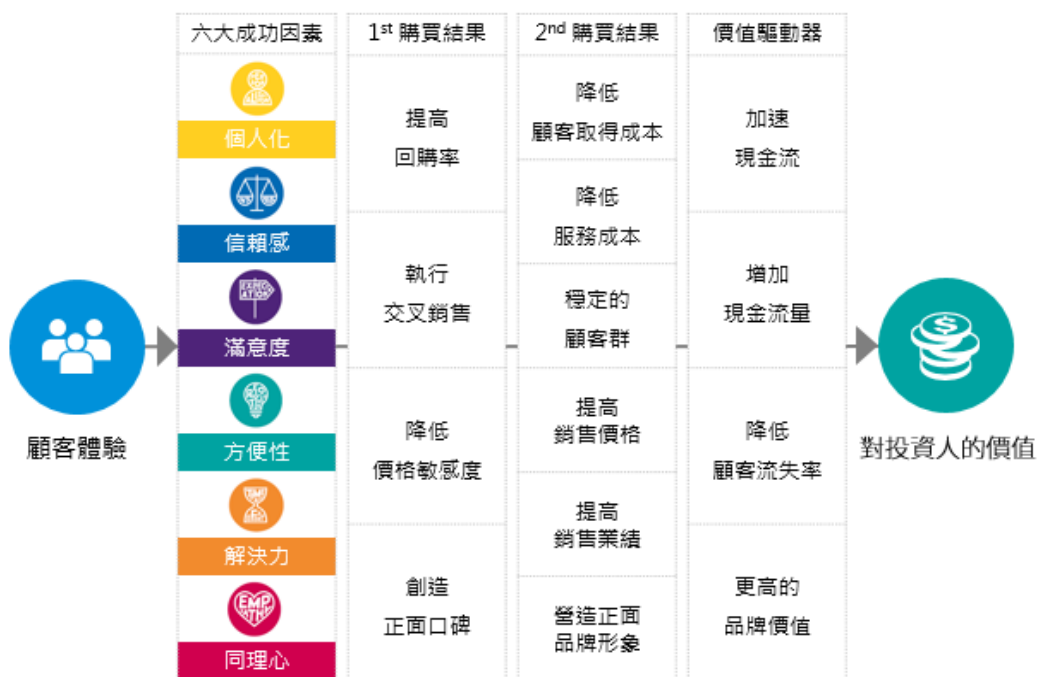 六大成功因素
1st 購買結果
2nd 購買結果
價值驅動器
顧客體驗
個人化
信賴感
EXPEC
TATION
滿意度
方便性
解決力
EMP
ATHY
同理心
提高
回購率
執行
交叉銷售
降低
價格敏感度
創造
正面口碑
降低
顧客取得成本
降低
服務成本
穩定的
顧客群
提高
銷售價格
提高
銷售業績
營造正面
品牌形象
加速
現金流
增加
現金流量
降低
顧客流失率
更高的
品牌價值
$
對投資人的價值